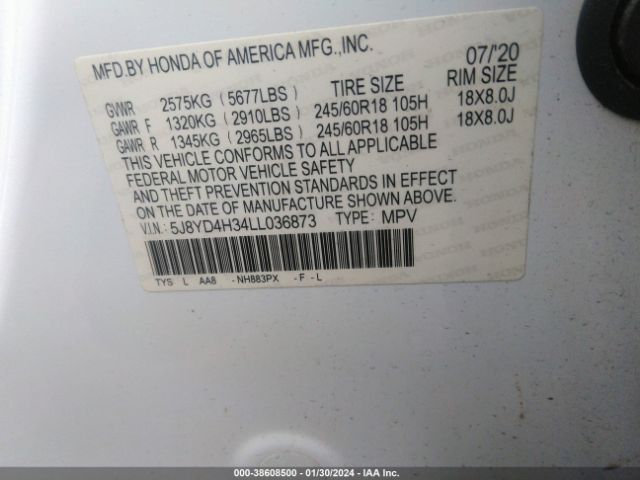 MFD.BY HONDA OF AMERICA MFG.,INC. 07/'20
TIRE SIZE RIM SIZE
GVWR 2575KG (5677LBS)
GAWR F 1320KG (2910LBS) 245/60R18 105H 18X8.0J
GAWR R 1345KG (2965LBS) 245/60R18 105H 18X8.0J
THIS VEHICLE CONFORMS TO ALL APPLICABLE
FEDERAL MOTOR VEHICLE SAFETY
AND THEFT PREVENTION STANDARDS IN EFFECT
ON THE DATE OF MANUFACTURE SHOWN ABOVE.
V.I.N.: 5J8YD4H34LL036873 TYPE: MPV
TYS L AA8 -NH883PX -F -L
000-38608500 - 01/30/2024 - IAA Inc.